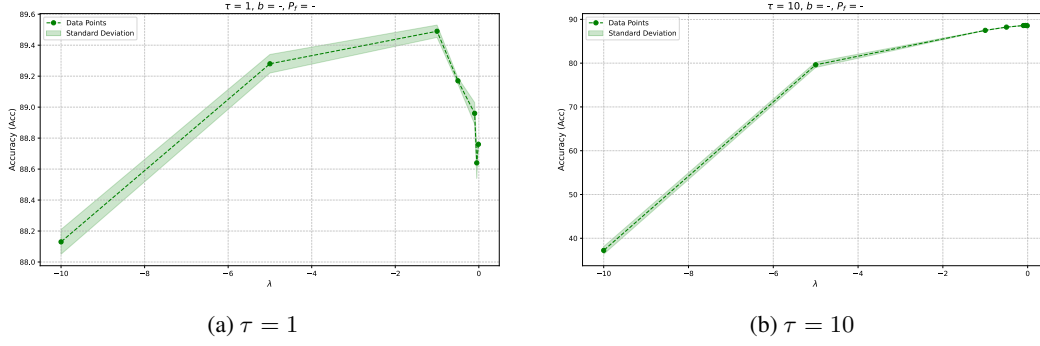 τ = 1, b = -, P_f = -
Data Points
Standard Deviation
Accuracy (Acc)
89.6
89.4
89.2
89.0
88.8
88.6
88.4
88.2
88.0
−10
−8
−6
−4
−2
0
λ
(a) τ = 1
τ = 10, b = -, P_f = -
Data Points
Standard Deviation
Accuracy (Acc)
90
80
70
60
50
40
−10
−8
−6
−4
−2
0
λ
(b) τ = 10